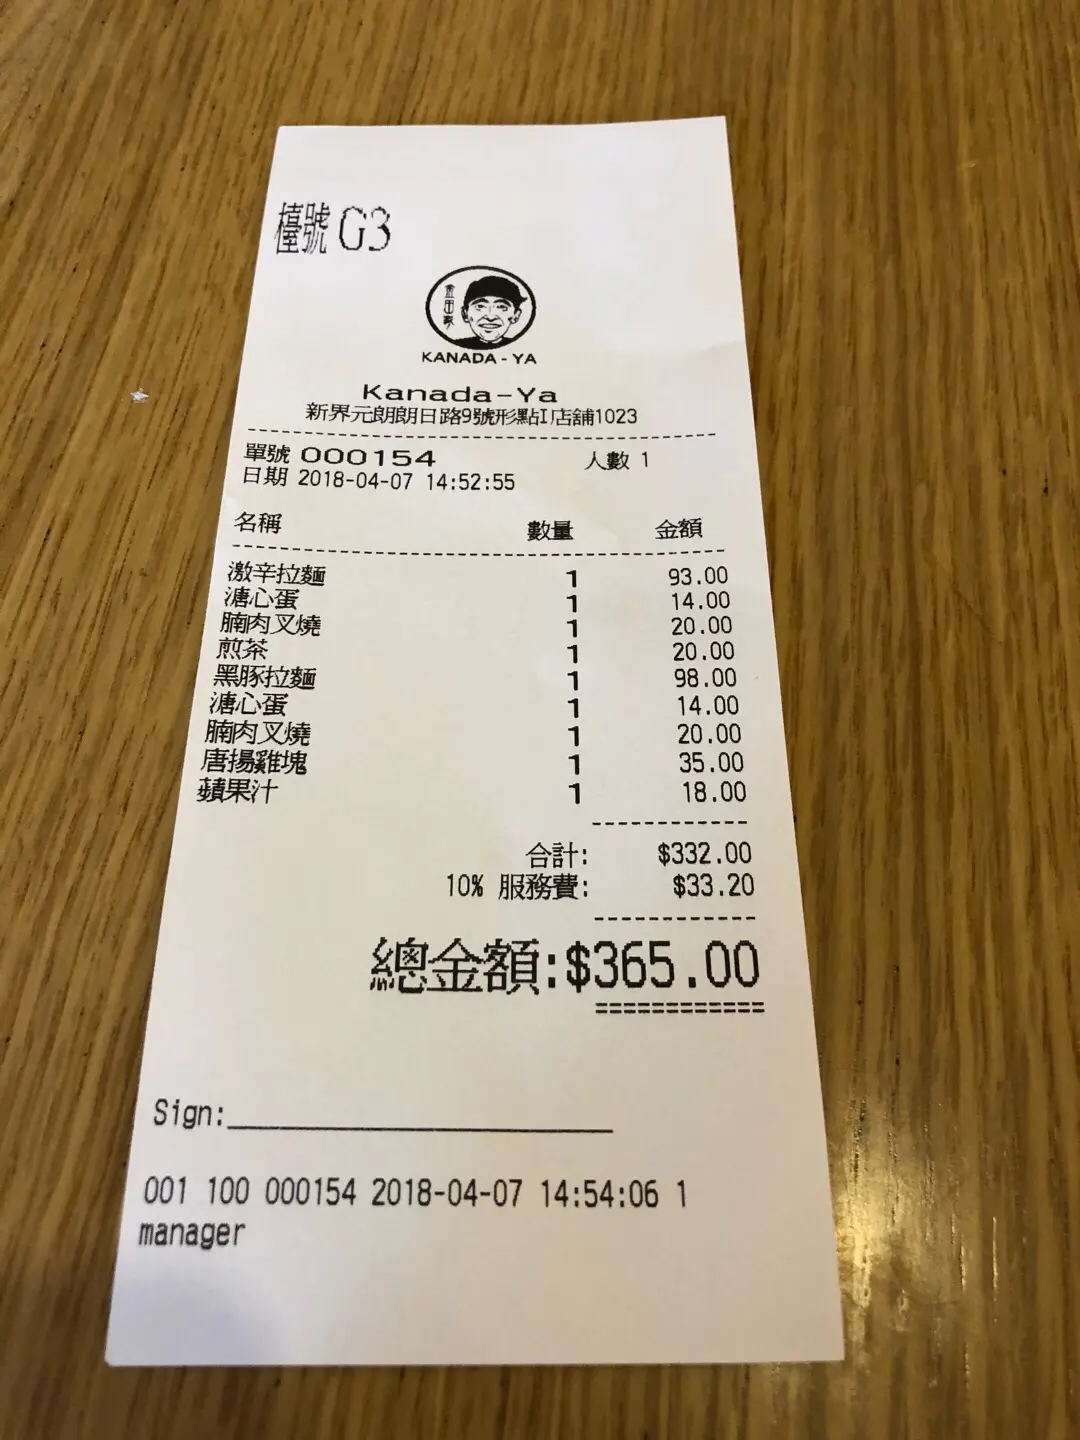 檯號 G3
金田家
KANADA-YA
Kanada-Ya
新界元朗朗日路9號形點I店舖1023
單號 000154 人數 1
日期 2018-04-07 14:52:55
名稱 數量 金額
激辛拉麵 1 93.00
溏心蛋 1 14.00
腩肉叉燒 1 20.00
煎茶 1 20.00
黑豚拉麵 1 98.00
溏心蛋 1 14.00
腩肉叉燒 1 20.00
唐揚雞塊 1 35.00
蘋果汁 1 18.00
合計: $332.00
10% 服務費: $33.20
總金額:$365.00
Sign:
001 100 000154 2018-04-07 14:54:06 1
manager